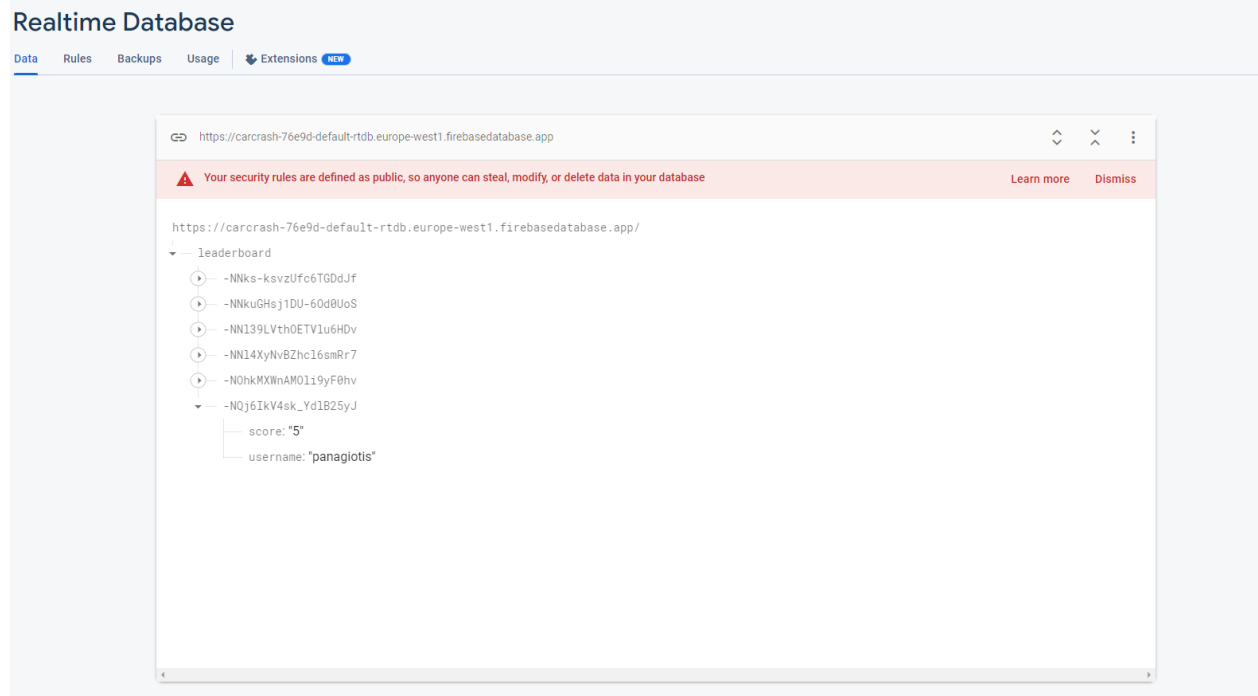 Realtime Database
Data Rules Backups Usage Extensions NEW
https://carcrash-76e9d-default-rtdb.europe-west1.firebasedatabase.app
Your security rules are defined as public, so anyone can steal, modify, or delete data in your database Learn more Dismiss
https://carcrash-76e9d-default-rtdb.europe-west1.firebasedatabase.app/
leaderboard
-NNks-ksvzUfc6TGDdJf
-NNkuGHsj1DU-6Od0UoS
-NNl39LVthOETVlu6HDv
-NNl4XyNvBZhcl6smRr7
-NOhkMXWnAMOli9yF0hv
-NQj6IkV4sk_YdlB25yJ
score: "5"
username: "panagiotis"